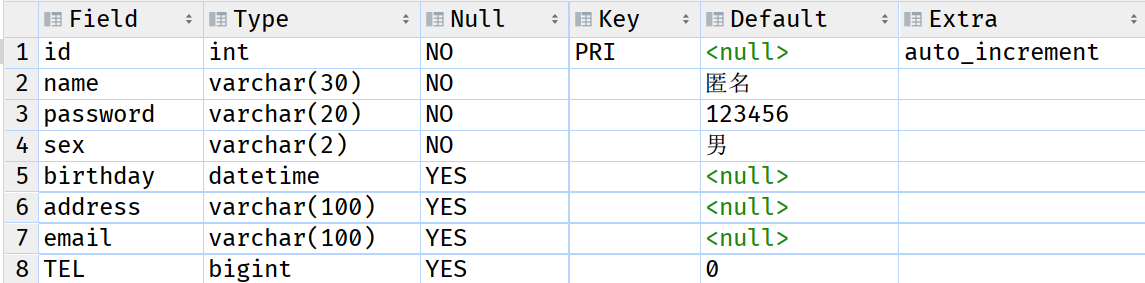 Field Type Null Key Default Extra
1 id int NO PRI <null> auto_increment
2 name varchar(30) NO 匿名
3 password varchar(20) NO 123456
4 sex varchar(2) NO 男
5 birthday datetime YES <null>
6 address varchar(100) YES <null>
7 email varchar(100) YES <null>
8 TEL bigint YES 0